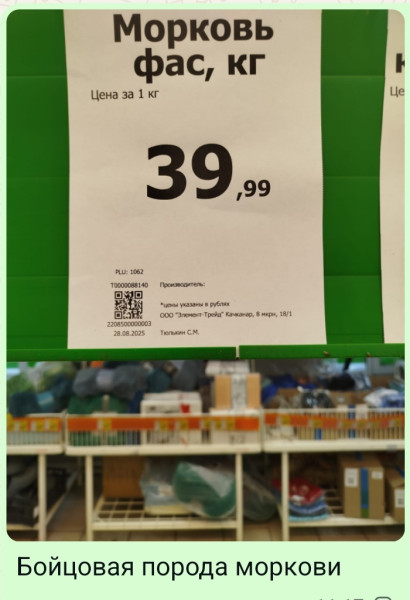 Морковь
фас, кг
Цена за 1 кг
39,99
PLU: 1062
Т0000088140
Производитель:
*цены указаны в рублях
ООО "Элемент-Трейд" Качканар, 8 мкрн, 18/1
2208500000003
28.08.2025
Тюлькин С.М.
Бойцовая порода моркови